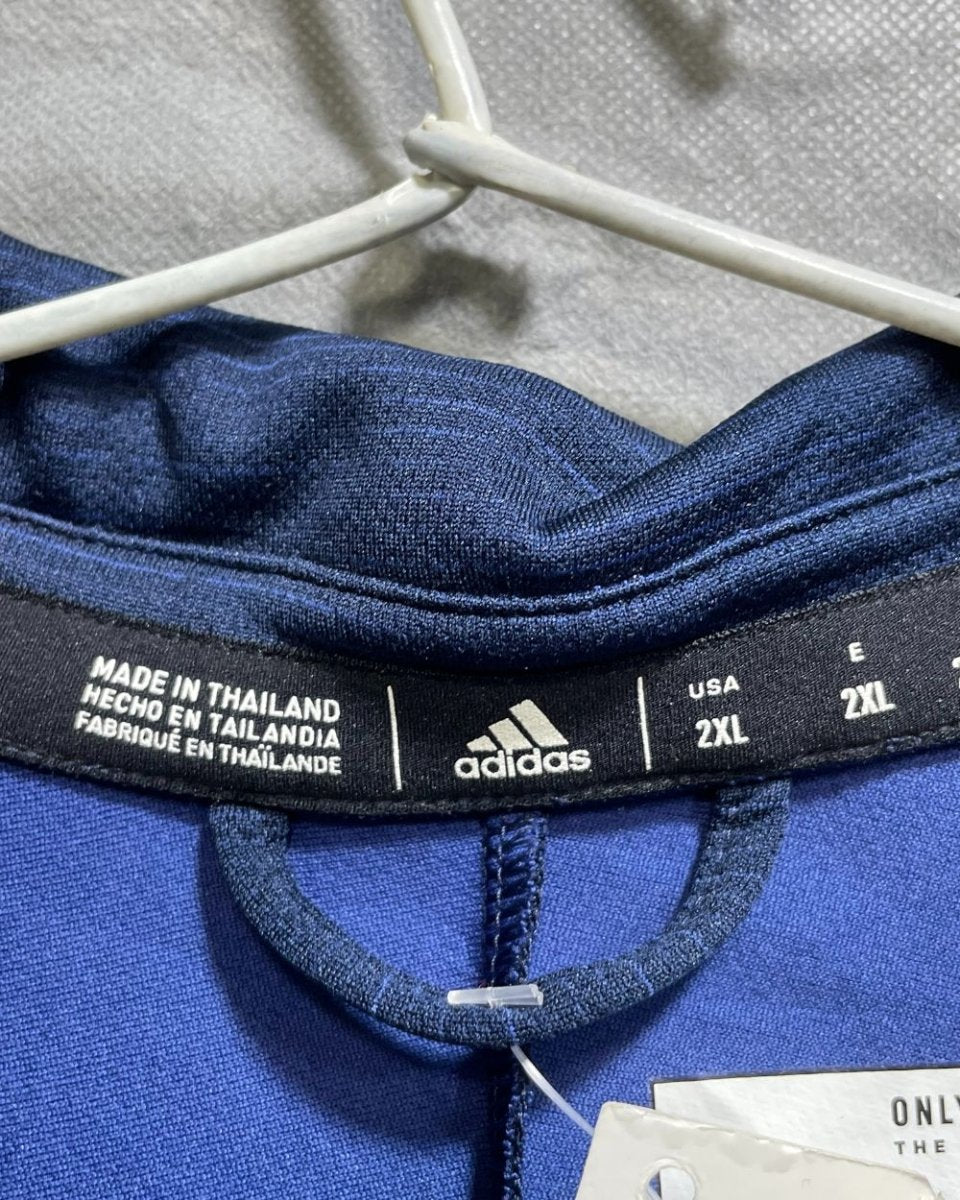 MADE IN THAILAND
HECHO EN TAILANDIA
FABRIQUÉ EN THAÏLANDE
adidas
USA
2XL
E
2XL
ONLY
THE